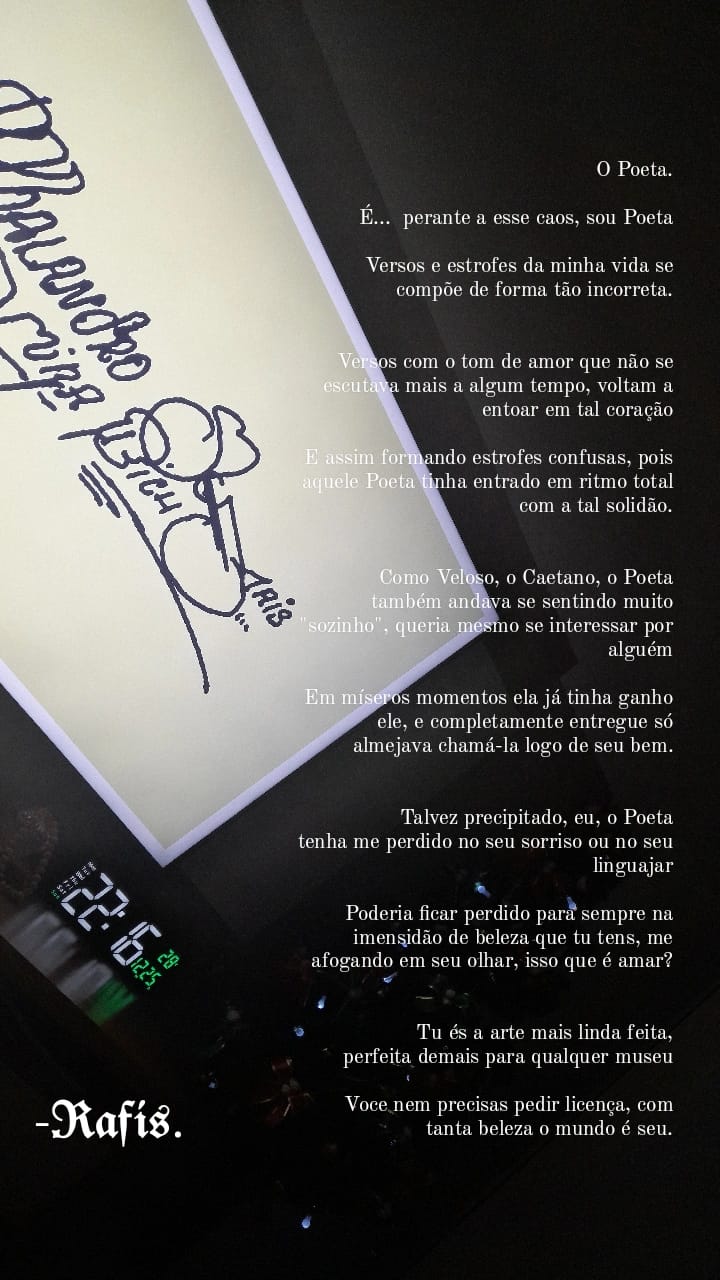 MALANDRO
O Poeta.
É... perante a esse caos, sou Poeta
Versos e estrofes da minha vida se
compõe de forma tão incorreta.
Versos com o tom de amor que não se
escutava mais a algum tempo, voltam a
entoar em tal coração
E assim formando estrofes confusas, pois
aquele Poeta tinha entrado em ritmo total
com a tal solidão.
Como Veloso, o Caetano, o Poeta
também andava se sentindo muito
"sozinho", queria mesmo se interessar por
alguém
Em míseros momentos ela já tinha ganho
ele, e completamente entregue só
almejava chamá-la logo de seu bem.
Talvez precipitado, eu, o Poeta
tenha me perdido no seu sorriso ou no seu
linguajar
Poderia ficar perdido para sempre na
imensidão de beleza que tu tens, me
afogando em seu olhar, isso que é amar?
Tu és a arte mais linda feita,
perfeita demais para qualquer museu
Voce nem precisas pedir licença, com
tanta beleza o mundo é seu.
-Rafis.
22:16
28
12 25